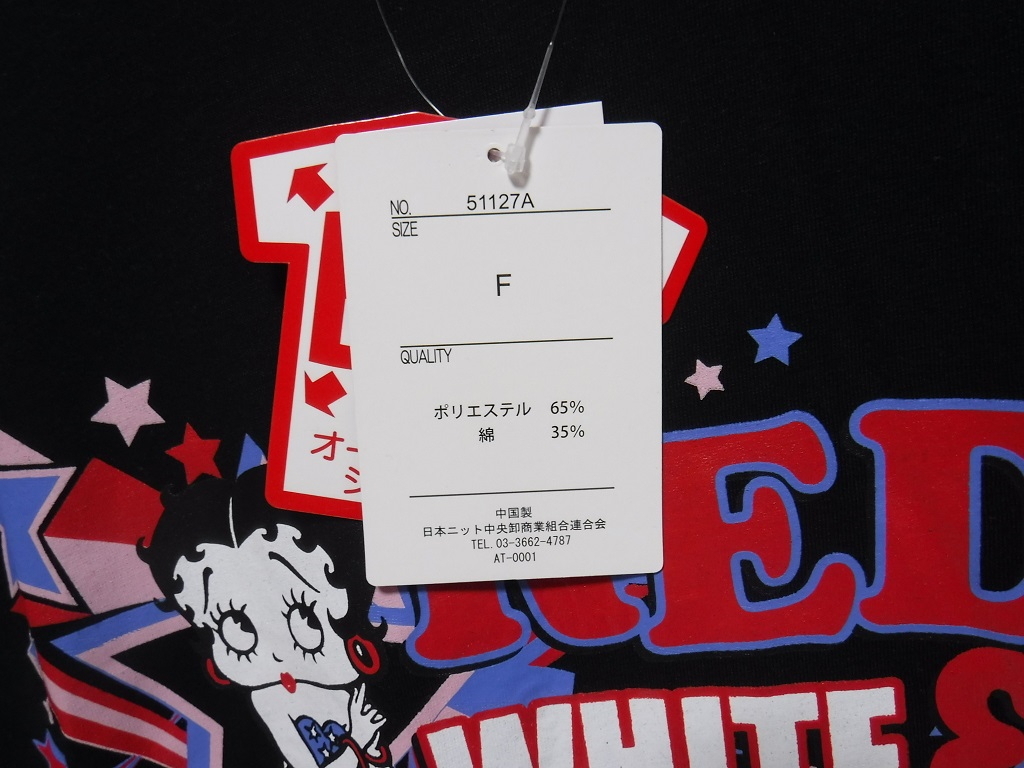 NO. 51127A
SIZE
F
QUALITY
ポリエステル 65%
綿 35%
中国製
日本ニット中央卸商業組合連合会
TEL. 03-3662-4787
AT-0001
オー
RED
WHITE &